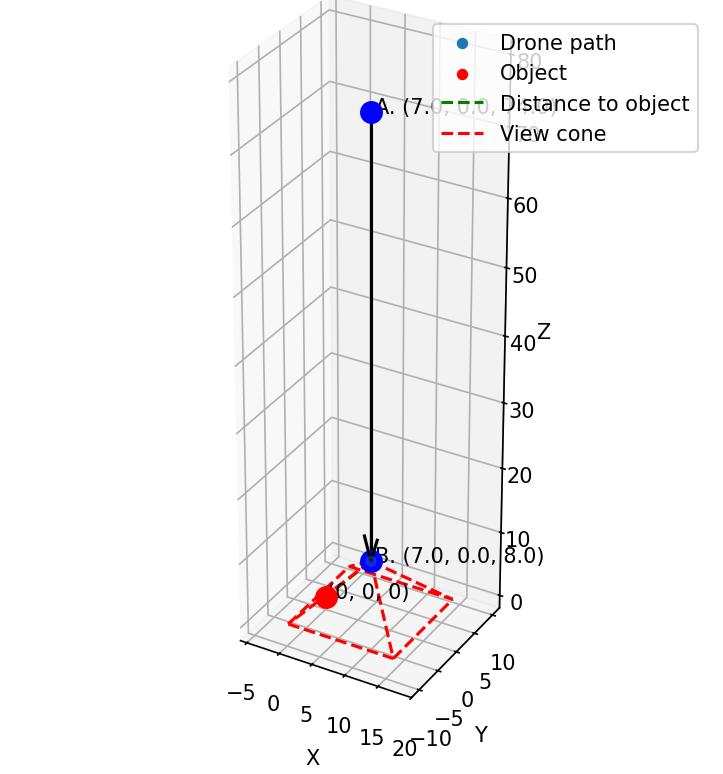 Drone path
Object
Distance to object
View cone
80
A. (7.0, 0.0,
60
50
Z
40
30
20
10
B. (7.0, 0.0, 8.0)
0, 0 0)
0
10
5
0
−5
−10
Y
−5
0
5
10
15
20
X